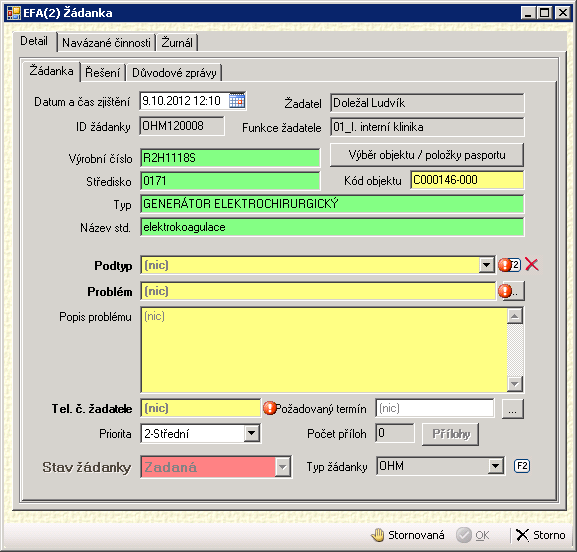 EFA(2) Žádanka
Detail Navázané činnosti Žurnál
Žádanka Řešení Důvodové zprávy
Datum a čas zjištění 9.10.2012 12:10 Žadatel Doležal Ludvík
ID žádanky OHM120008 Funkce žadatele 01_I. interní klinika
Výrobní číslo R2H1118S Výběr objektu / položky pasportu
Středisko 0171 Kód objektu C000146-000
Typ GENERÁTOR ELEKTROCHIRURGICKÝ
Název std. elektrokoagulace
Podtyp (nic) F2
Problém (nic) ...
Popis problému (nic)
Tel. č. žadatele (nic) Požadovaný termín (nic) ...
Priorita 2-Střední Počet příloh 0 Přílohy
Stav žádanky Zadaná Typ žádanky OHM F2
Stornovaná OK Storno